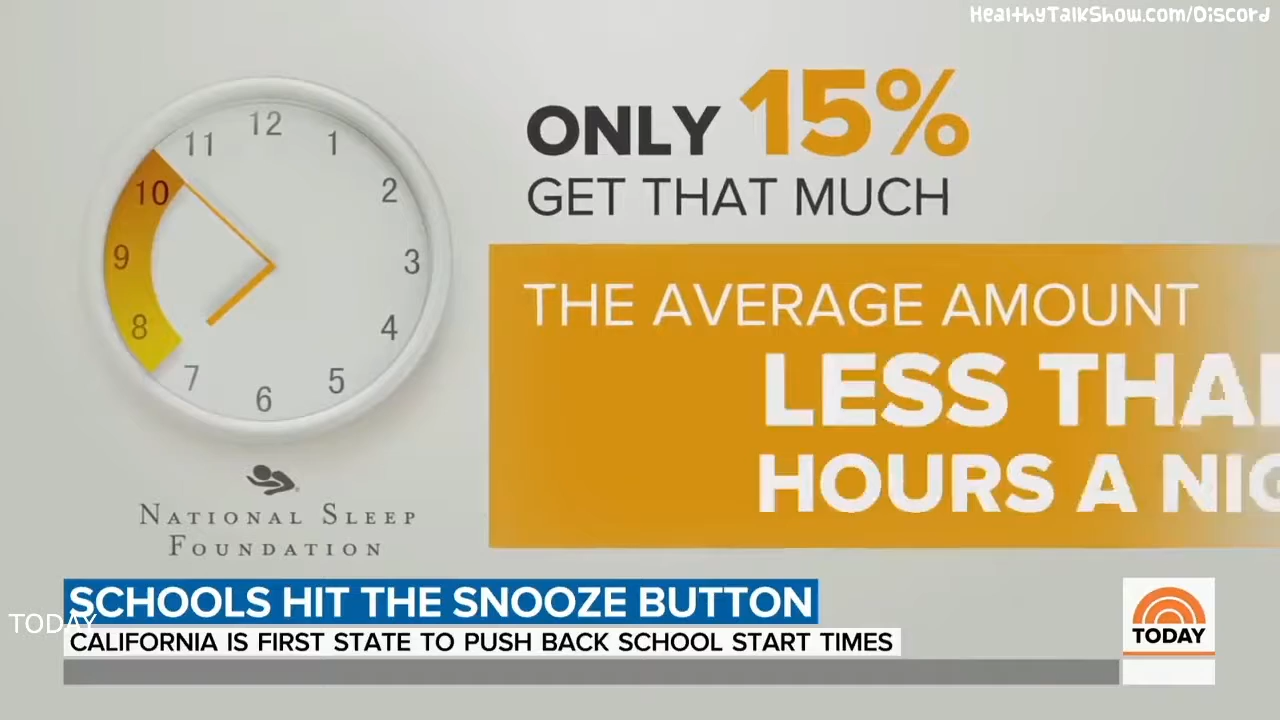 HealthyTalkShow.com/Discord
12
11
1
10
2
9
3
8
4
7
5
6
ONLY 15%
GET THAT MUCH
THE AVERAGE AMOUNT
LESS
HOURS A
NATIONAL SLEEP
FOUNDATION
SCHOOLS HIT THE SNOOZE BUTTON
TODAY
CALIFORNIA IS FIRST STATE TO PUSH BACK SCHOOL START TIMES
TODAY